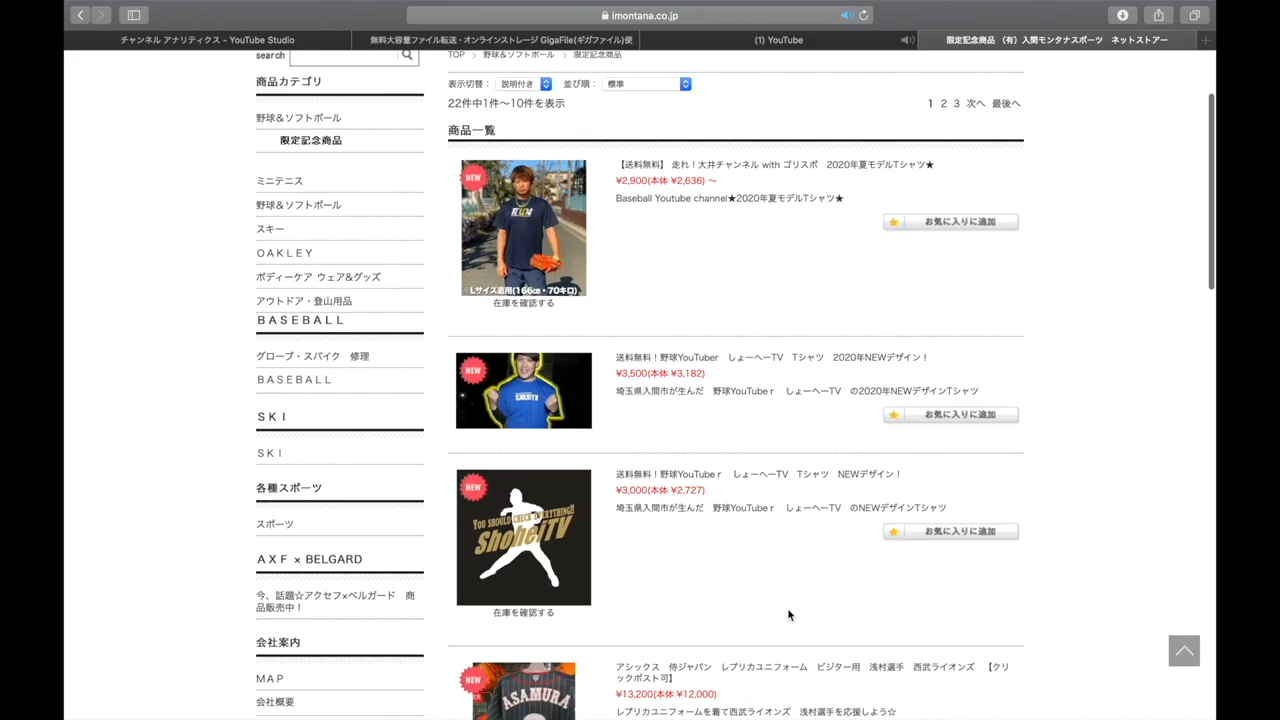 imontana.co.jp
チャンネル アナリティクス - YouTube Studio
無料大容量ファイル転送・オンラインストレージ GigaFile(ギガファイル)便
(1) YouTube
限定記念商品 (有)入間モンタナスポーツ ネットストアー
search
TOP > 野球&ソフトボール > 限定記念商品
表示切替： 説明付き 並び順： 標準
22件中1件〜10件を表示
1 2 3 次へ 最後へ
商品一覧
商品カテゴリ
野球＆ソフトボール
限定記念商品
ミニテニス
野球＆ソフトボール
スキー
ＯＡＫＬＥＹ
ボディーケア ウェア&グッズ
アウトドア・登山用品
ＢＡＳＥＢＡＬＬ
グローブ・スパイク 修理
ＢＡＳＥＢＡＬＬ
ＳＫＩ
ＳＫＩ
各種スポーツ
スポーツ
ＡＸＦ × BELGARD
今、話題☆アクセフ×ベルガード 商
品販売中！
会社案内
ＭＡＰ
会社概要
NEW
RUN
※Lサイズ着用(166㎝・70キロ)
在庫を確認する
【送料無料】 走れ！大井チャンネル with ゴリスポ 2020年夏モデルTシャツ★
¥2,900(本体 ¥2,636) 〜
Baseball Youtube channel★2020年夏モデルTシャツ★
お気に入りに追加
NEW
SHOHEITV
送料無料！野球YouTuber しょーへーTV Tシャツ 2020年NEWデザイン！
¥3,500(本体 ¥3,182)
埼玉県入間市が生んだ 野球YouTubeｒ しょーへーTV の2020年NEWデザインTシャツ
お気に入りに追加
NEW
YOU SHOULD CHECK EVERYTHING!!
ShoheiTV
在庫を確認する
送料無料！野球YouTubeｒ しょーへーTV Tシャツ NEWデザイン！
¥3,000(本体 ¥2,727)
埼玉県入間市が生んだ 野球YouTubeｒ しょーへーTV のNEWデザインTシャツ
お気に入りに追加
NEW
ASAMURA
アシックス 侍ジャパン レプリカユニフォーム ビジター用 浅村選手 西武ライオンズ 【クリ
ックポスト可】
¥13,200(本体 ¥12,000)
レプリカユニフォームを着て西武ライオンズ 浅村選手を応援しよう☆